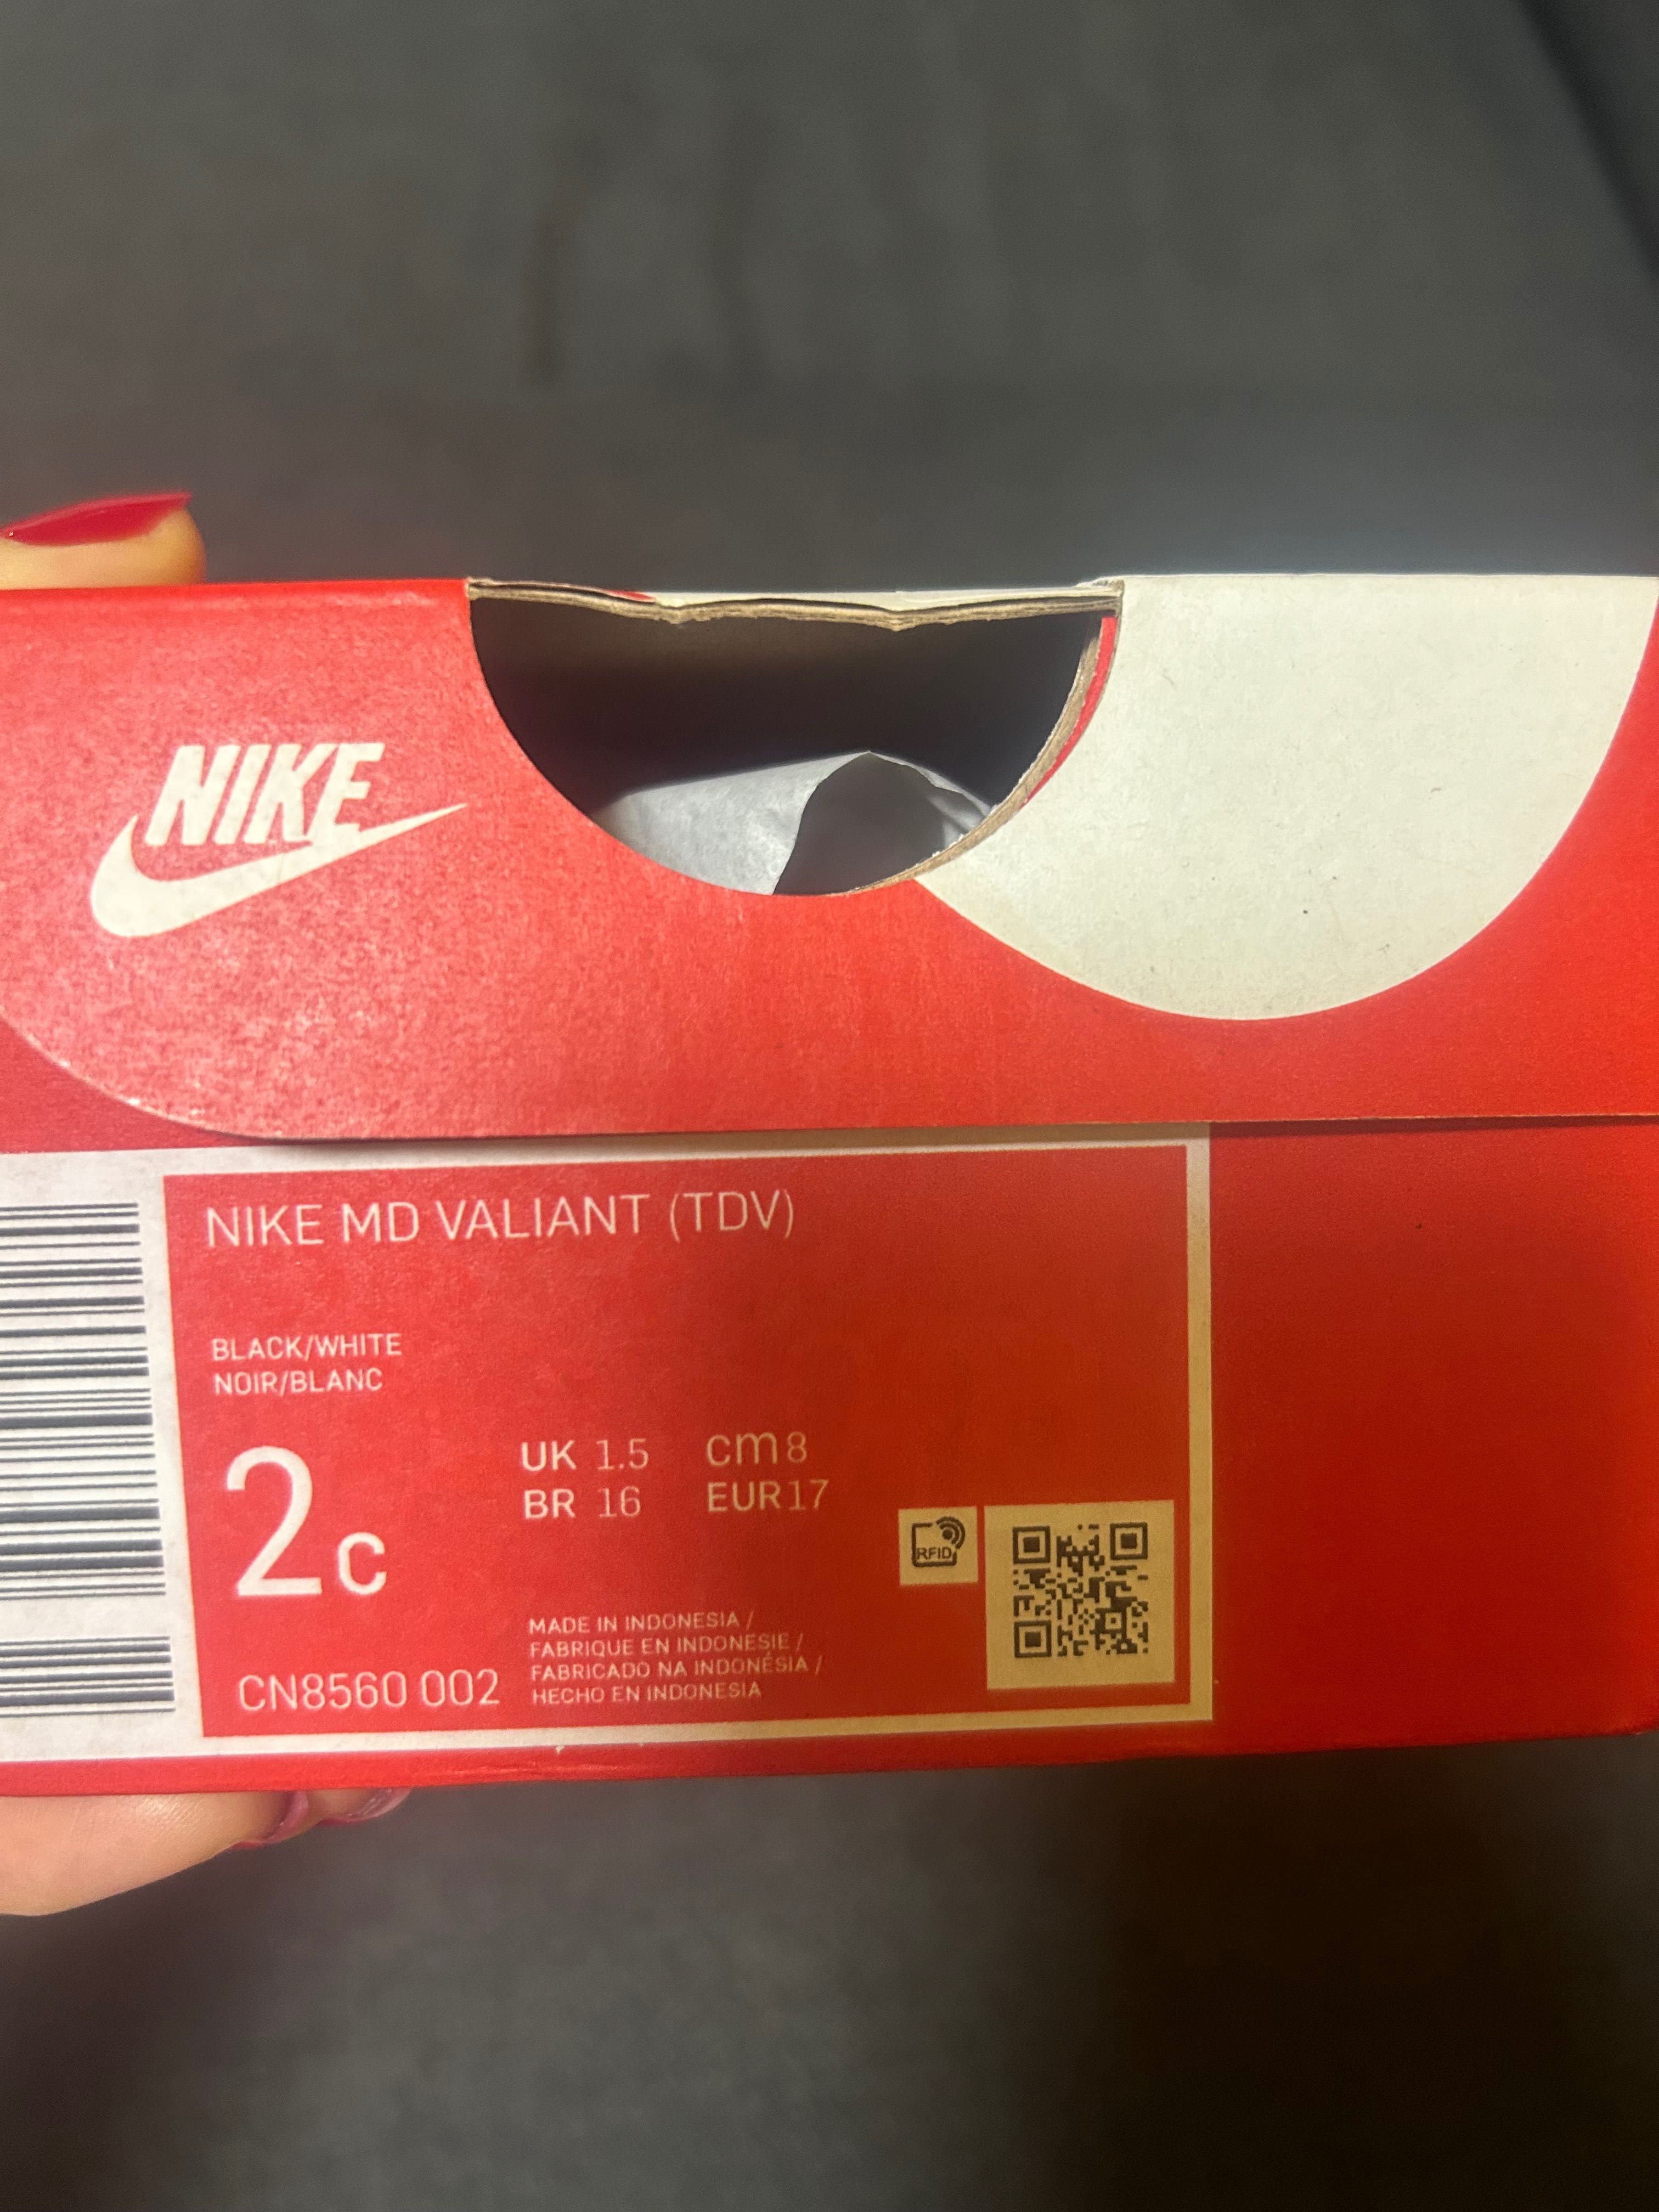 NIKE
NIKE MD VALIANT (TDV)
BLACK/WHITE
NOIR/BLANC
2c
UK 1.5 cm 8
BR 16 EUR 17
RFID
MADE IN INDONESIA /
FABRIQUE EN INDONESIE /
FABRICADO NA INDONÉSIA /
HECHO EN INDONESIA
CN8560 002